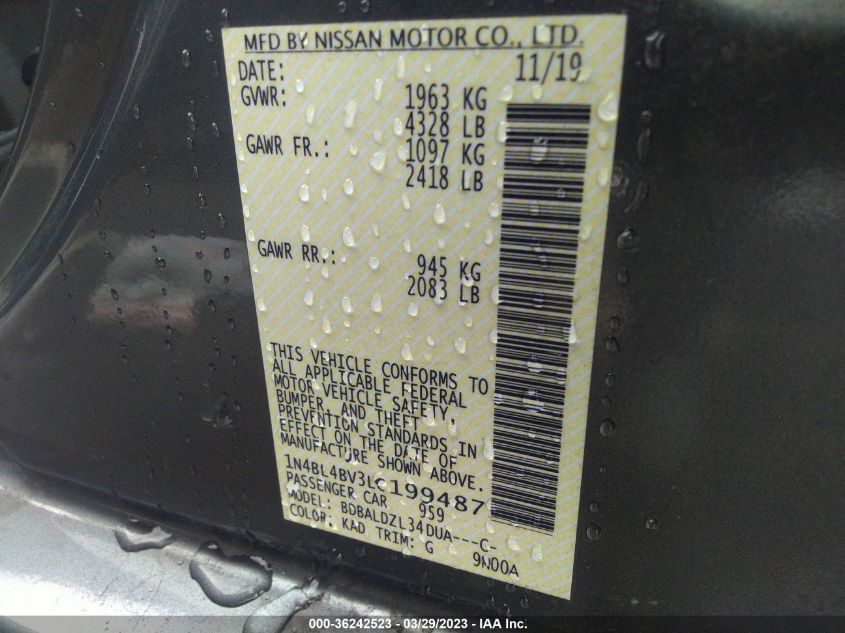 MFD BY NISSAN MOTOR CO., LTD.
DATE: 11/19
GVWR: 1963 KG
4328 LB
GAWR FR.: 1097 KG
2418 LB
GAWR RR.: 945 KG
2083 LB
THIS VEHICLE CONFORMS TO
ALL APPLICABLE FEDERAL
MOTOR VEHICLE SAFETY,
BUMPER, AND THEFT
PREVENTION STANDARDS IN
EFFECT ON THE DATE OF
MANUFACTURE SHOWN ABOVE.
1N4BL4BV3LC199487
PASSENGER CAR 959
MODEL: BDBALDZL34DUA---C-
COLOR: KAD TRIM: G 9N00A
000-36242523 - 03/29/2023 - IAA Inc.